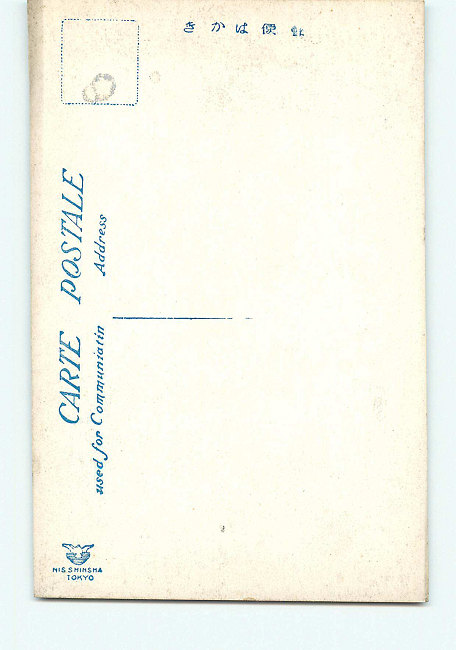 郵便はかき
CARTE POSTALE
used for Communiatin
Address
NISSHINSHA
TOKYO